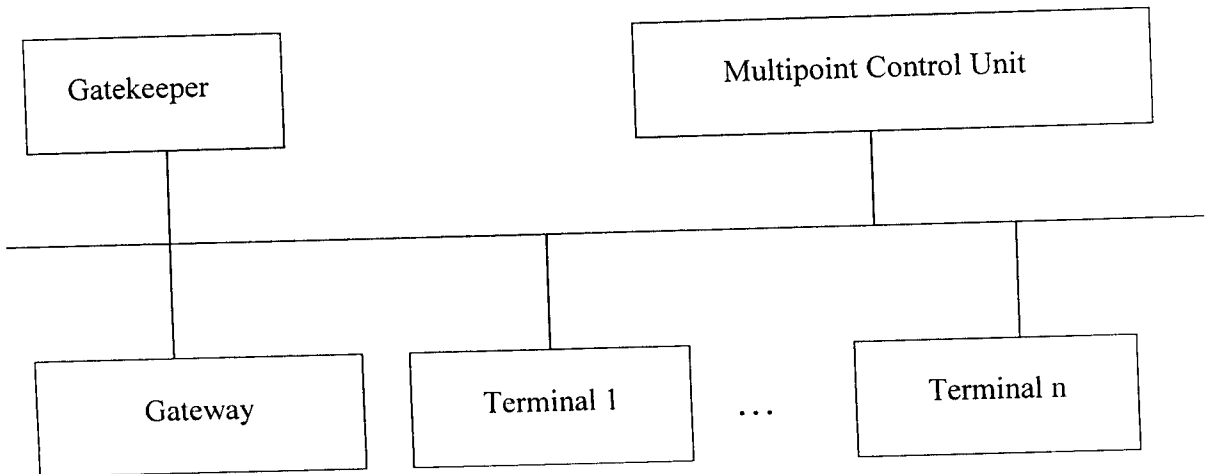 Gatekeeper
Multipoint Control Unit
Gateway
Terminal 1
...
Terminal n